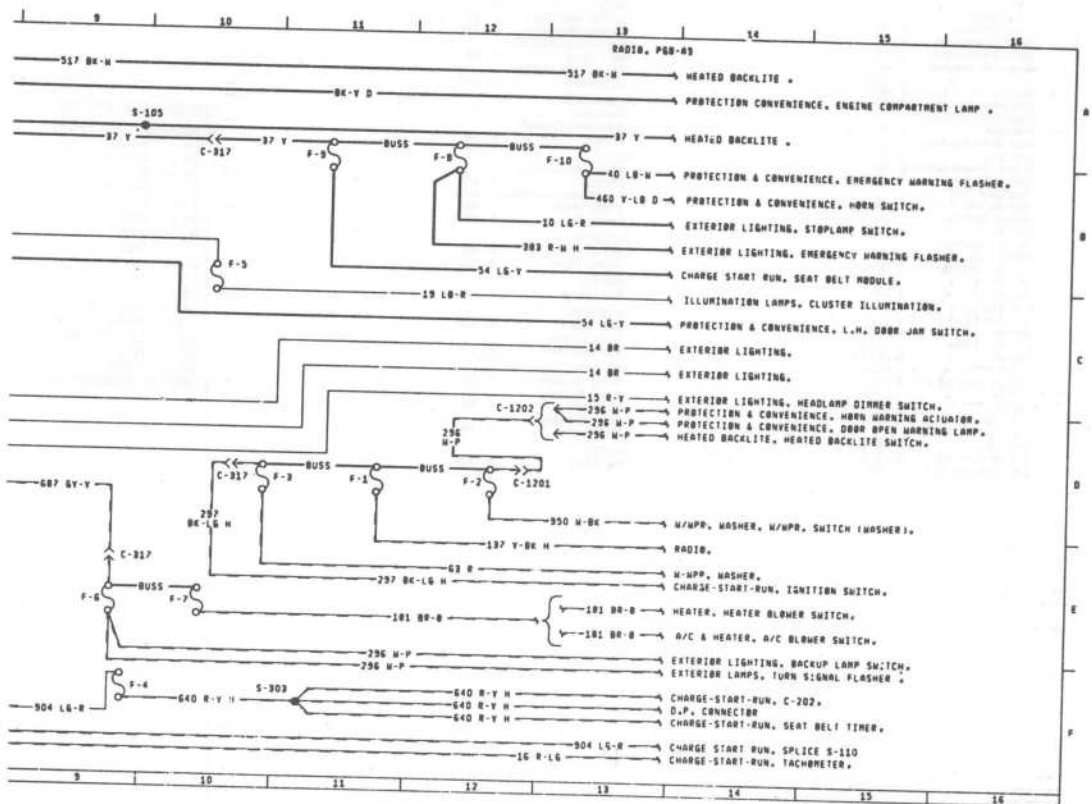 9 10 11 12 13 14 15 16
RADIO, PG8-A9
517 BK-W 517 BK-W HEATED BACKLITE .
BK-Y D PROTECTION CONVENIENCE, ENGINE COMPARTMENT LAMP .
A
S-105
37 Y 37 Y BUSS BUSS 37 Y HEATED BACKLITE .
C-317 F-9 F-8 F-10
40 LB-W PROTECTION & CONVENIENCE, EMERGENCY WARNING FLASHER.
460 Y-LB D PROTECTION & CONVENIENCE, HORN SWITCH.
10 LG-R EXTERIOR LIGHTING, STOPLAMP SWITCH.
B
383 R-W H EXTERIOR LIGHTING, EMERGENCY WARNING FLASHER.
F-5
54 LG-Y CHARGE START RUN, SEAT BELT MODULE.
19 LB-R ILLUMINATION LAMPS, CLUSTER ILLUMINATION.
54 LG-Y PROTECTION & CONVENIENCE, L.H. DOOR JAM SWITCH.
C
14 BR EXTERIOR LIGHTING.
14 BR EXTERIOR LIGHTING.
15 R-Y EXTERIOR LIGHTING, HEADLAMP DIMMER SWITCH.
C-1202 296 W-P PROTECTION & CONVENIENCE, HORN WARNING ACTUATOR.
296 W-P PROTECTION & CONVENIENCE, DOOR OPEN WARNING LAMP.
296 W-P 296 W-P HEATED BACKLITE, HEATED BACKLITE SWITCH.
BUSS BUSS
C-317 F-3 F-1 F-2 C-1201
D
687 GY-Y
297 BK-LG H
950 W-BK W/WPR, WASHER, W/WPR, SWITCH (WASHER).
137 Y-BK H RADIO.
C-317
63 R W-WPR, WASHER.
297 BK-LG H CHARGE-START-RUN, IGNITION SWITCH.
BUSS
F-6 F-7
E
181 BR-O 181 BR-O HEATER, HEATER BLOWER SWITCH.
181 BR-O A/C & HEATER, A/C BLOWER SWITCH.
296 W-P EXTERIOR LIGHTING, BACKUP LAMP SWITCH.
296 W-P EXTERIOR LAMPS, TURN SIGNAL FLASHER .
F-4
640 R-Y H S-303 640 R-Y H CHARGE-START-RUN, C-202.
640 R-Y H D.P. CONNECTOR
640 R-Y H CHARGE-START-RUN, SEAT BELT TIMER.
904 LG-R
F
904 LG-R CHARGE START RUN, SPLICE S-110
16 R-LG CHARGE-START-RUN, TACHOMETER.
9 10 11 12 13 14 15 16